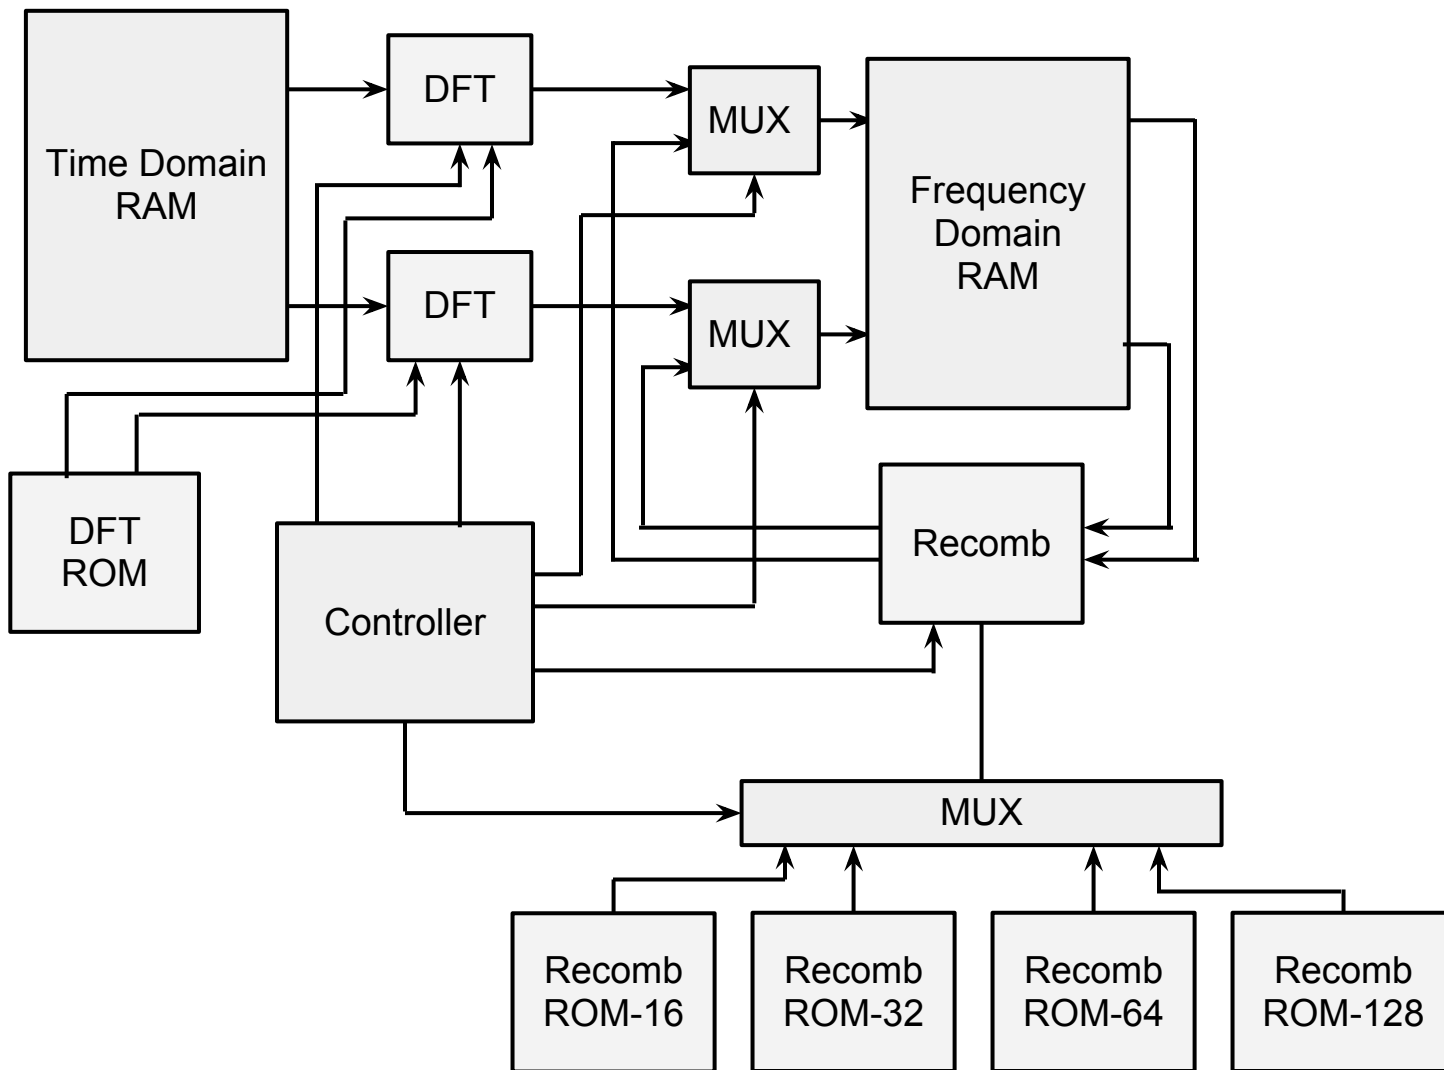 Time Domain
RAM
DFT
MUX
Frequency
Domain
RAM
DFT
MUX
DFT
ROM
Controller
Recomb
MUX
Recomb
ROM-16
Recomb
ROM-32
Recomb
ROM-64
Recomb
ROM-128